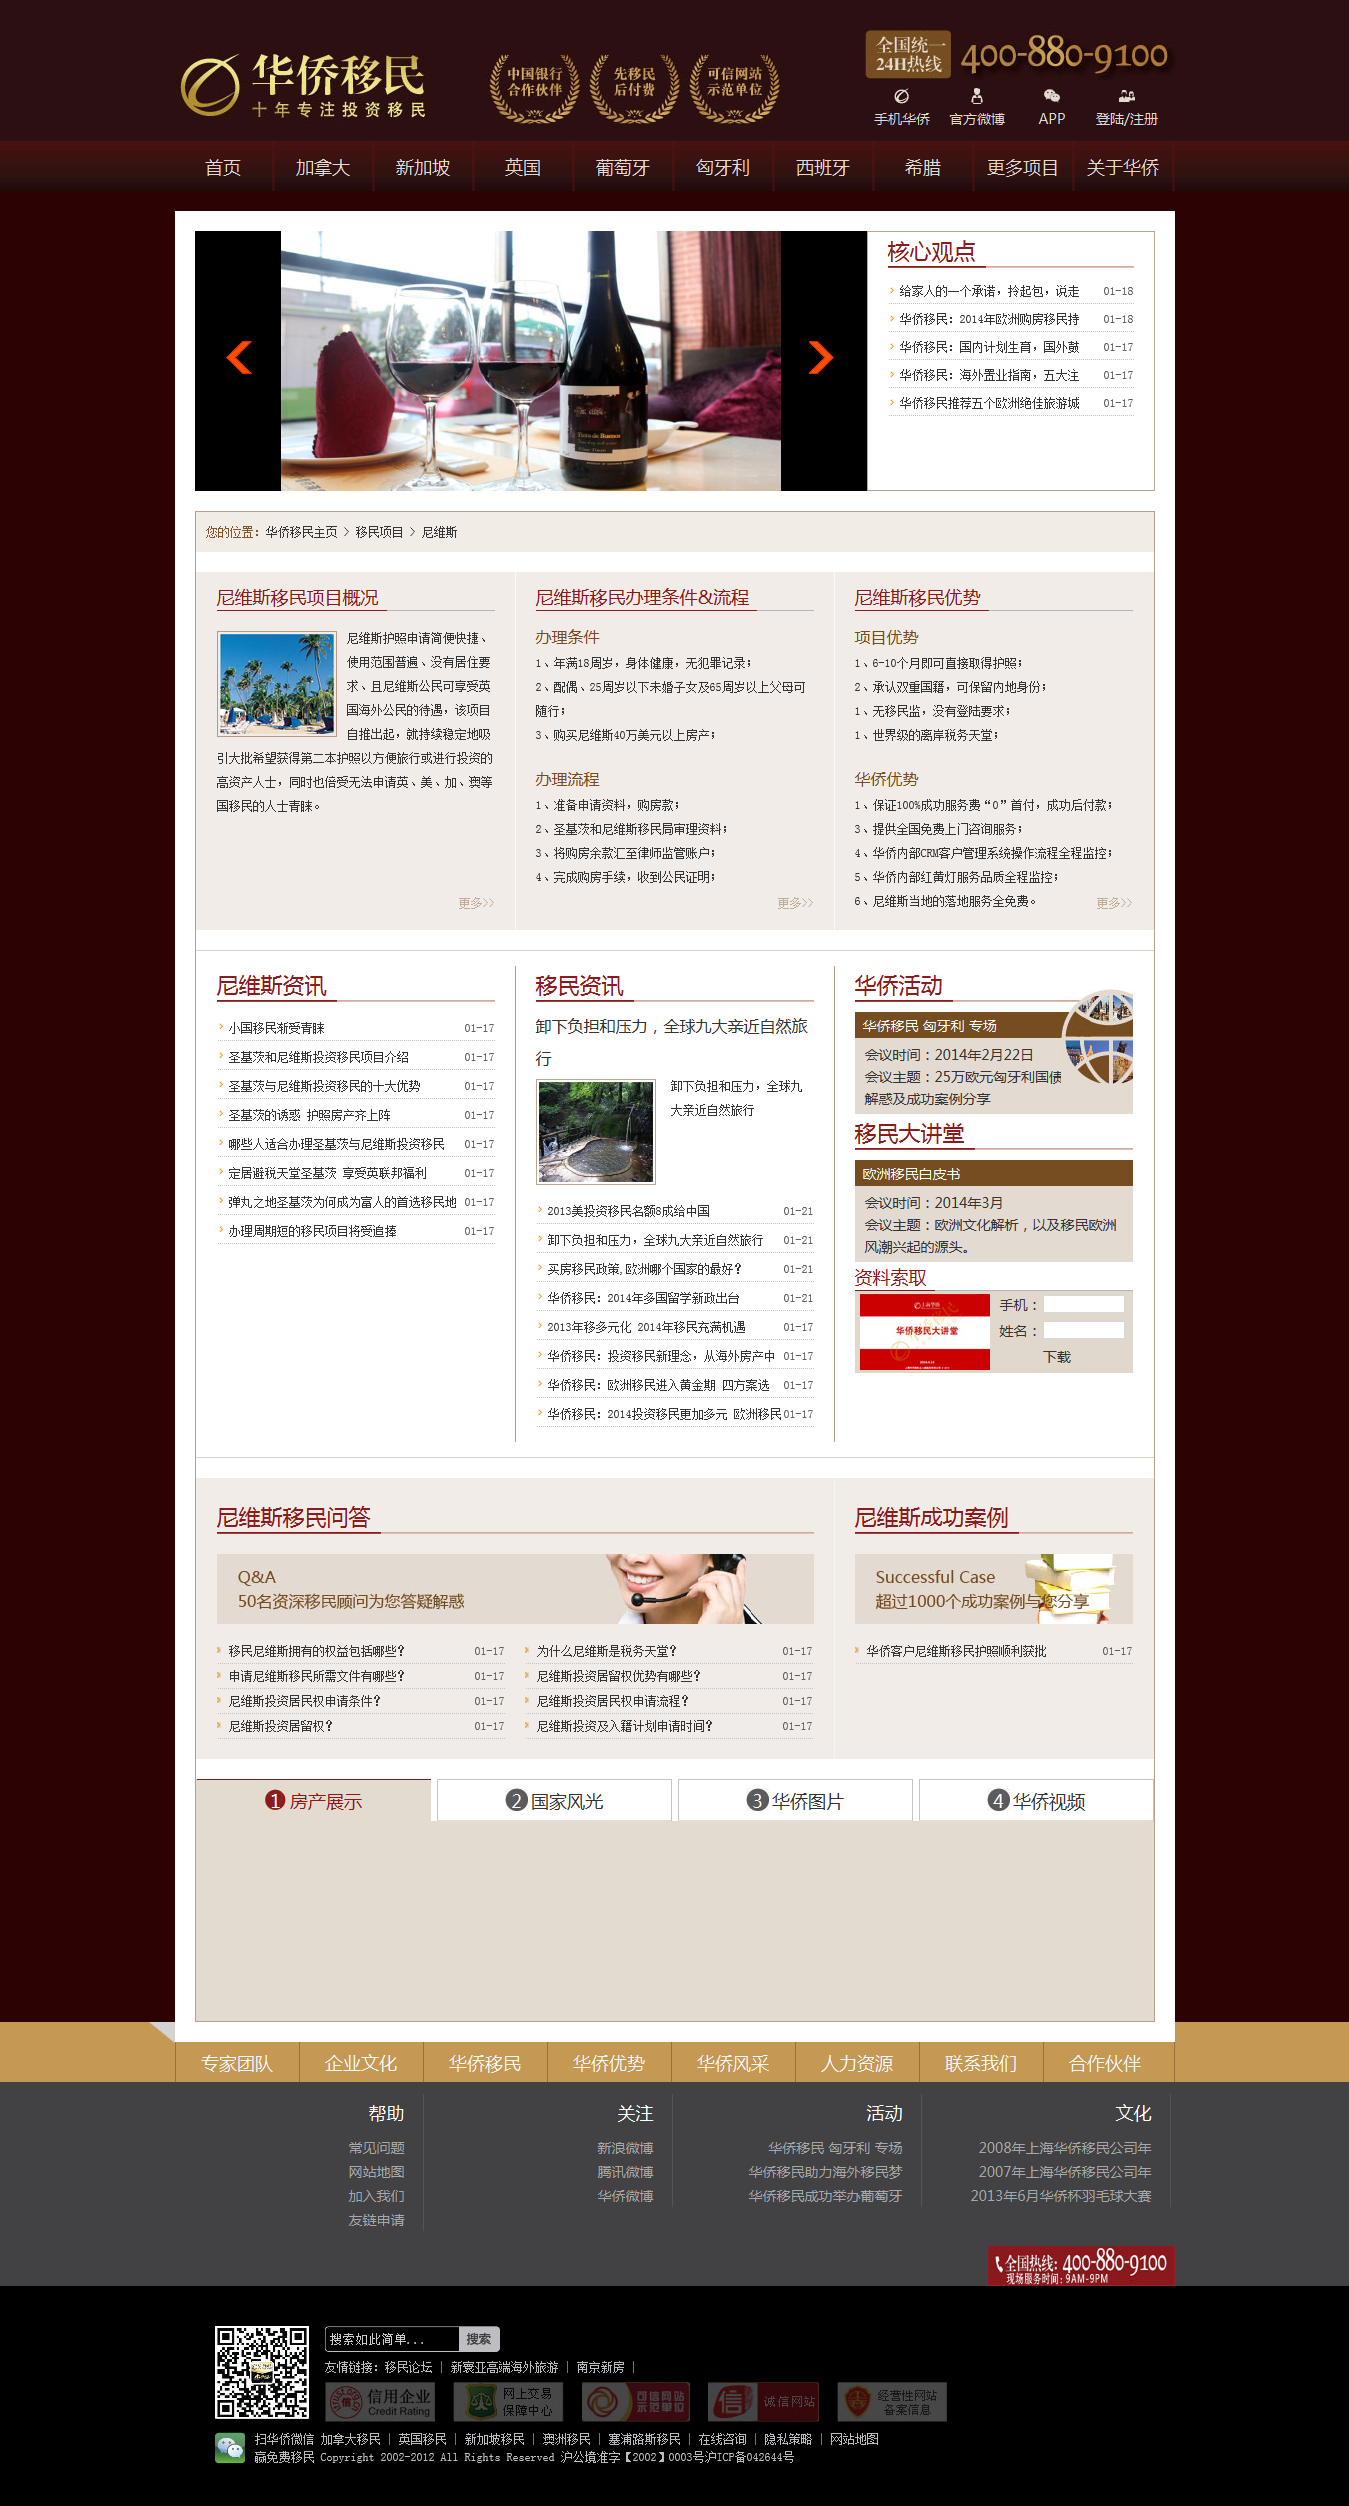 华侨移民
十年专注投资移民
中国银行
合作伙伴
先移民
后付费
可信网站
示范单位
全国统一
24H热线
400-880-9100
手机华侨 官方微博 APP 登陆/注册
首页 加拿大 新加坡 英国 葡萄牙 匈牙利 西班牙 希腊 更多项目 关于华侨
核心观点
给家人的一个承诺，拎起包，说走 01-18
华侨移民：2014年欧洲购房移民持 01-18
华侨移民：国内计划生育，国外鼓 01-17
华侨移民：海外置业指南，五大注 01-17
华侨移民推荐五个欧洲绝佳旅游城 01-17
您的位置：华侨移民主页 > 移民项目 > 尼维斯
尼维斯移民项目概况
尼维斯护照申请简便快捷、
使用范围普遍、没有居住要
求、且尼维斯公民可享受英
国海外公民的待遇，该项目
自推出起，就持续稳定地吸
引大批希望获得第二本护照以方便旅行或进行投资的
高资产人士，同时也倍受无法申请英、美、加、澳等
国移民的人士青睐。
更多>>
尼维斯移民办理条件&流程
办理条件
1、年满18周岁，身体健康，无犯罪记录；
2、配偶、25周岁以下未婚子女及65周岁以上父母可
随行；
3、购买尼维斯40万美元以上房产；
办理流程
1、准备申请资料，购房款；
2、圣基茨和尼维斯移民局审理资料；
3、将购房余款汇至律师监管账户；
4、完成购房手续，收到公民证明；
更多>>
尼维斯移民优势
项目优势
1、6-10个月即可直接取得护照；
2、承认双重国籍，可保留内地身份；
1、无移民监，没有登陆要求；
1、世界级的离岸税务天堂；
华侨优势
1、保证100%成功服务费“0”首付，成功后付款；
3、提供全国免费上门咨询服务；
4、华侨内部CRM客户管理系统操作流程全程监控；
5、华侨内部红黄灯服务品质全程监控；
6、尼维斯当地的落地服务全免费。
更多>>
尼维斯资讯
小国移民渐受青睐 01-17
圣基茨和尼维斯投资移民项目介绍 01-17
圣基茨与尼维斯投资移民的十大优势 01-17
圣基茨的诱惑 护照房产齐上阵 01-17
哪些人适合办理圣基茨与尼维斯投资移民 01-17
定居避税天堂圣基茨 享受英联邦福利 01-17
弹丸之地圣基茨为何成为富人的首选移民地 01-17
办理周期短的移民项目将受追捧 01-17
移民资讯
卸下负担和压力，全球九大亲近自然旅
行
卸下负担和压力，全球九
大亲近自然旅行
2013美投资移民名额8成给中国 01-21
卸下负担和压力，全球九大亲近自然旅行 01-21
买房移民政策,欧洲哪个国家的最好？ 01-21
华侨移民：2014年多国留学新政出台 01-21
2013年移多元化 2014年移民充满机遇 01-17
华侨移民：投资移民新理念，从海外房产中 01-17
华侨移民：欧洲移民进入黄金期 四方案选 01-17
华侨移民：2014投资移民更加多元 欧洲移民 01-17
华侨活动
华侨移民 匈牙利 专场
会议时间：2014年2月22日
会议主题：25万欧元匈牙利国债
解惑及成功案例分享
移民大讲堂
欧洲移民白皮书
会议时间：2014年3月
会议主题：欧洲文化解析，以及移民欧洲
风潮兴起的源头。
资料索取
华侨移民大讲堂
手机：
姓名：
下载
尼维斯移民问答
Q&A
50名资深移民顾问为您答疑解惑
移民尼维斯拥有的权益包括哪些？ 01-17
申请尼维斯移民所需文件有哪些？ 01-17
尼维斯投资居民权申请条件？ 01-17
尼维斯投资居留权？ 01-17
为什么尼维斯是税务天堂？ 01-17
尼维斯投资居留权优势有哪些？ 01-17
尼维斯投资居民权申请流程？ 01-17
尼维斯投资及入籍计划申请时间？ 01-17
尼维斯成功案例
Successful Case
超过1000个成功案例与您分享
华侨客户尼维斯移民护照顺利获批 01-17
1 房产展示 2 国家风光 3 华侨图片 4 华侨视频
专家团队 企业文化 华侨移民 华侨优势 华侨风采 人力资源 联系我们 合作伙伴
帮助
常见问题
网站地图
加入我们
友链申请
关注
新浪微博
腾讯微博
华侨微博
活动
华侨移民 匈牙利 专场
华侨移民助力海外移民梦
华侨移民成功举办葡萄牙
文化
2008年上海华侨移民公司年
2007年上海华侨移民公司年
2013年6月华侨杯羽毛球大赛
全国热线: 400-880-9100
现场服务时间: 9AM-9PM
搜索如此简单... 搜索
友情链接：移民论坛 | 新寰亚高端海外旅游 | 南京新房 |
信用企业
Credit Rating
网上交易
保障中心
可信网站
示范单位
诚信网站
经营性网站
备案信息
扫华侨微信 加拿大移民 | 英国移民 | 新加坡移民 | 澳洲移民 | 塞浦路斯移民 | 在线咨询 | 隐私策略 | 网站地图
赢免费移民 Copyright 2002-2012 All Rights Reserved 沪公境准字【2002】0003号沪ICP备042644号